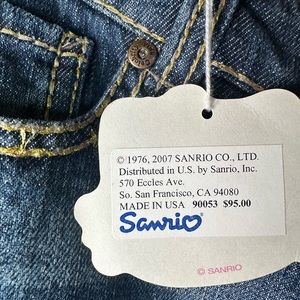 © 1976, 2007 SANRIO CO., LTD.
Distributed in U.S. by Sanrio, Inc.
570 Eccles Ave.
So. San Francisco, CA 94080
MADE IN USA 90053 $95.00
Sanrio
© SANRIO